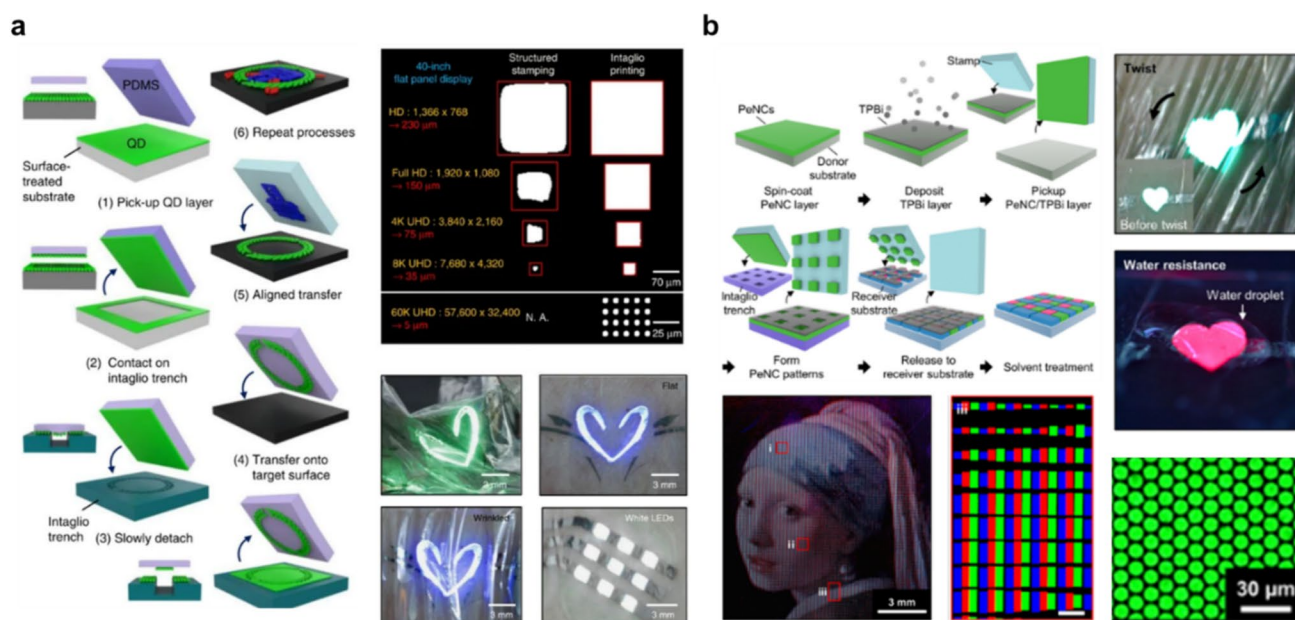 a
PDMS
QD
Surface-
treated
substrate
(1) Pick-up QD layer
(2) Contact on
intaglio trench
Intaglio
trench
(3) Slowly detach
(6) Repeat processes
(5) Aligned transfer
(4) Transfer onto
target surface
40-inch
flat panel display
Structured
stamping
Intaglio
printing
HD : 1,366 x 768
→ 230 µm
Full HD : 1,920 x 1,080
→ 150 µm
4K UHD : 3,840 x 2,160
→ 75 µm
8K UHD : 7,680 x 4,320
→ 35 µm
70 µm
60K UHD : 57,600 x 32,400
→ 5 µm
N. A.
25 µm
3 mm
Flat
3 mm
Wrinkled
3 mm
White LEDs
3 mm
b
PeNCs
Donor
substrate
Spin-coat
PeNC layer
TPBi
Deposit
TPBi layer
Stamp
Pickup
PeNC/TPBi layer
Intaglio
trench
Form
PeNC patterns
Receiver
substrate
Release to
receiver substrate
Solvent treatment
Twist
Before twist
Water resistance
Water droplet
i
ii
iii
3 mm
iii
30 µm